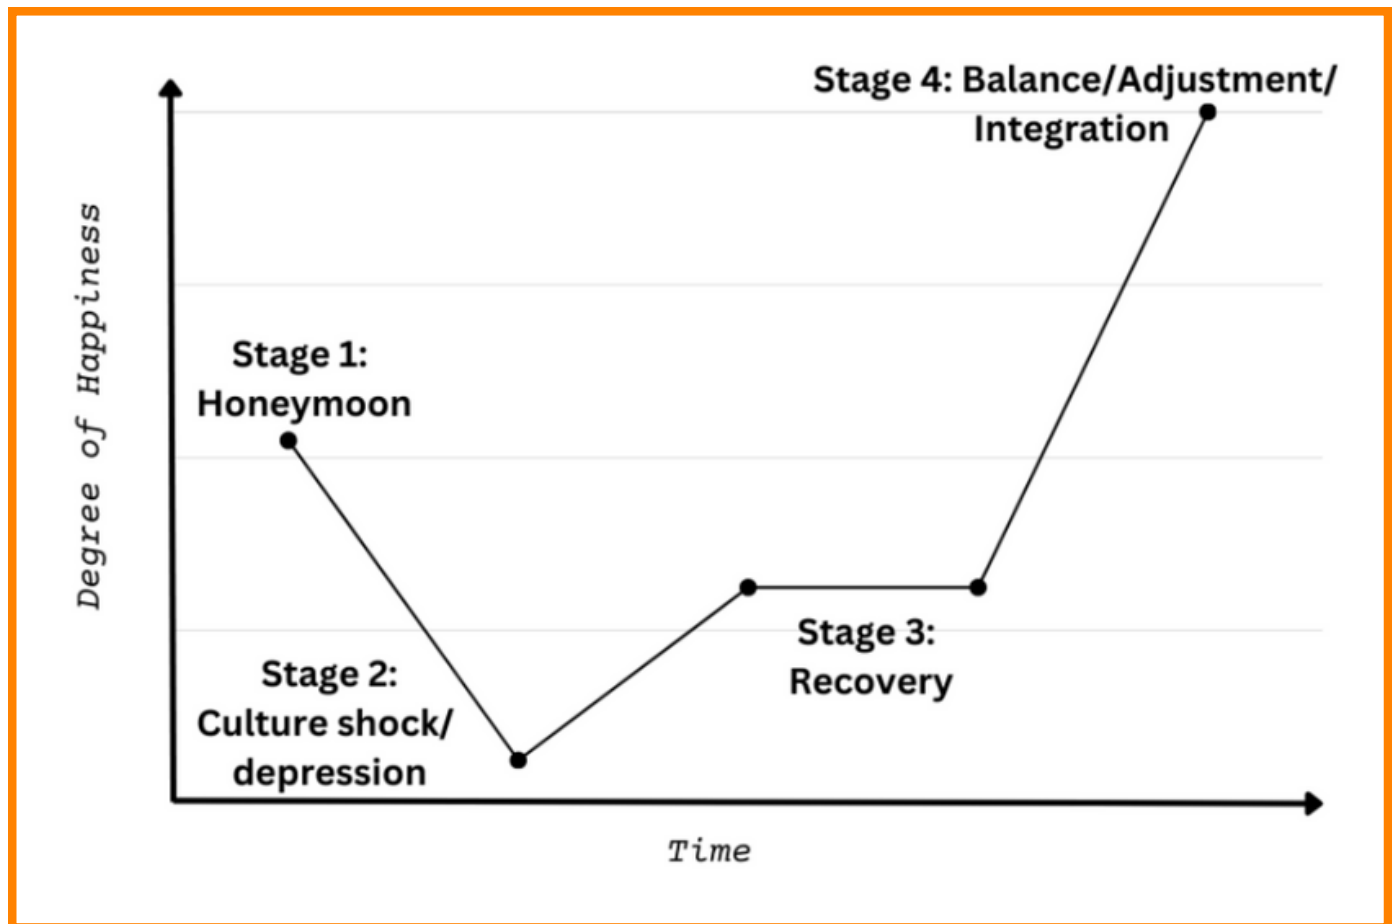 Stage 4: Balance/Adjustment/
Integration
Degree of Happiness
Stage 1:
Honeymoon
Stage 3:
Recovery
Stage 2:
Culture shock/
depression
Time